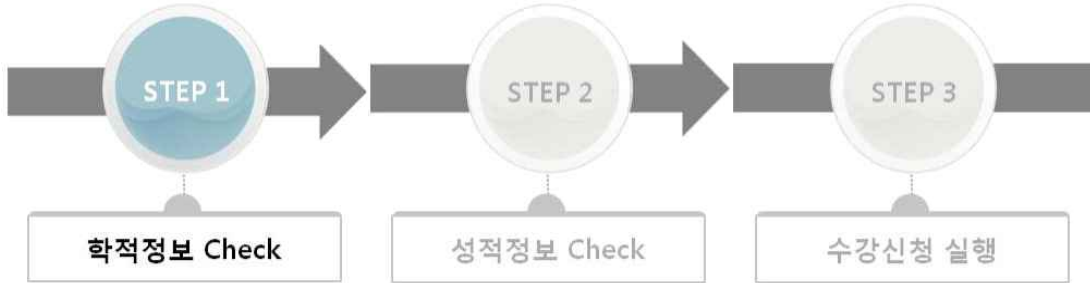 STEP 1
STEP 2
STEP 3
학적정보 Check
성적정보 Check
수강신청 실행